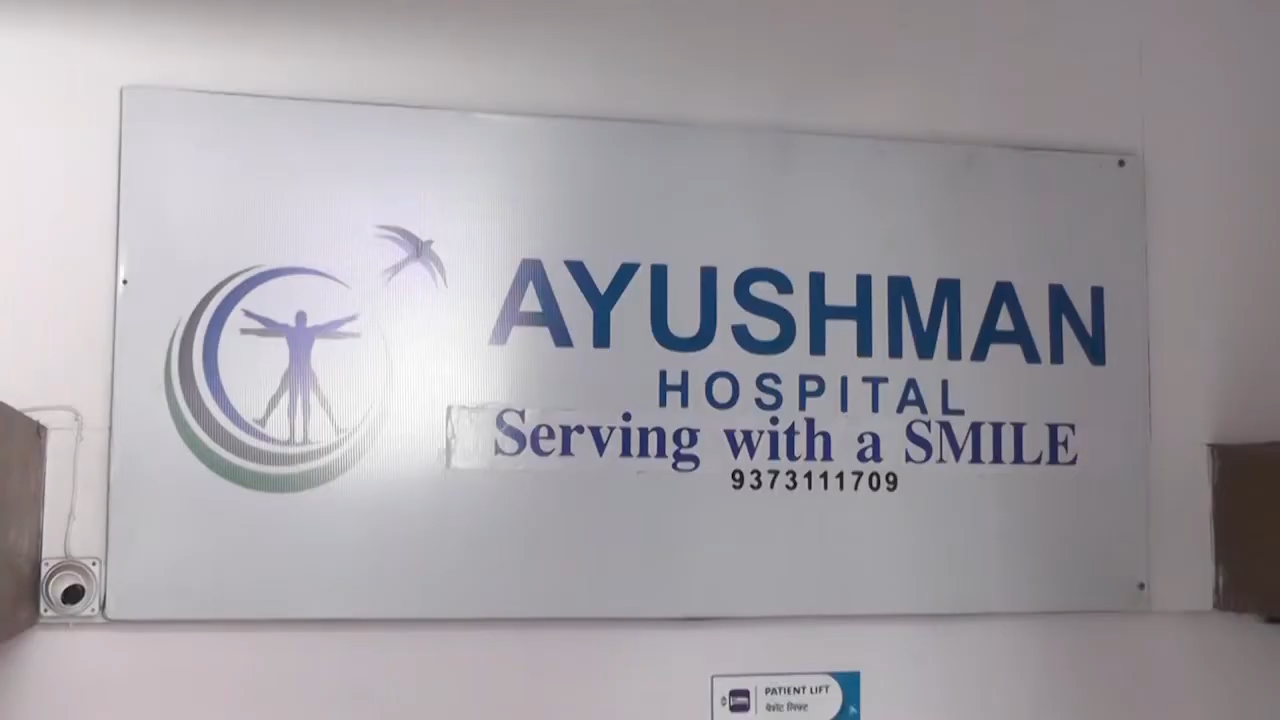 AYUSHMAN
HOSPITAL
Serving with a SMILE
9373111709
PATIENT LIFT
पेशंट लिफ्ट